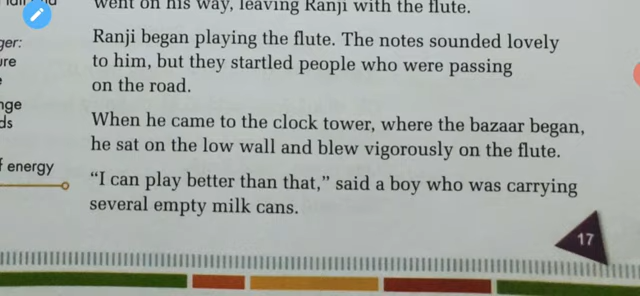 went on his way, leaving Ranji with the flute.
ger:
Ranji began playing the flute. The notes sounded lovely
to him, but they startled people who were passing
on the road.
When he came to the clock tower, where the bazaar began,
he sat on the low wall and blew vigorously on the flute.
energy
"I can play better than that," said a boy who was carrying
several empty milk cans.
17